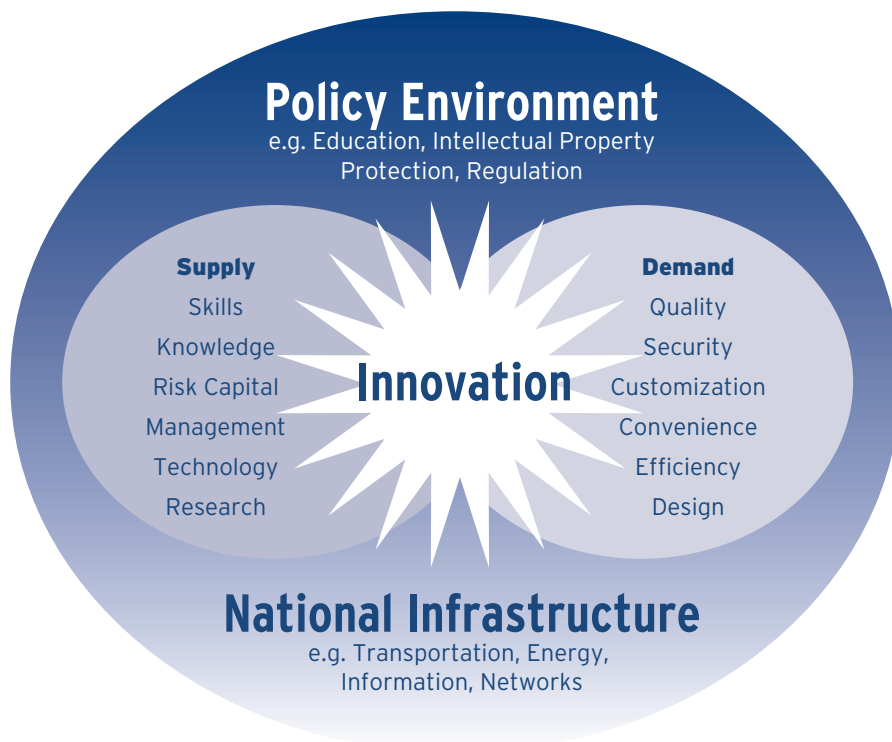 Policy Environment
e.g. Education, Intellectual Property
Protection, Regulation
Supply
Skills
Knowledge
Risk Capital
Management
Technology
Research
Innovation
Demand
Quality
Security
Customization
Convenience
Efficiency
Design
National Infrastructure
e.g. Transportation, Energy,
Information, Networks